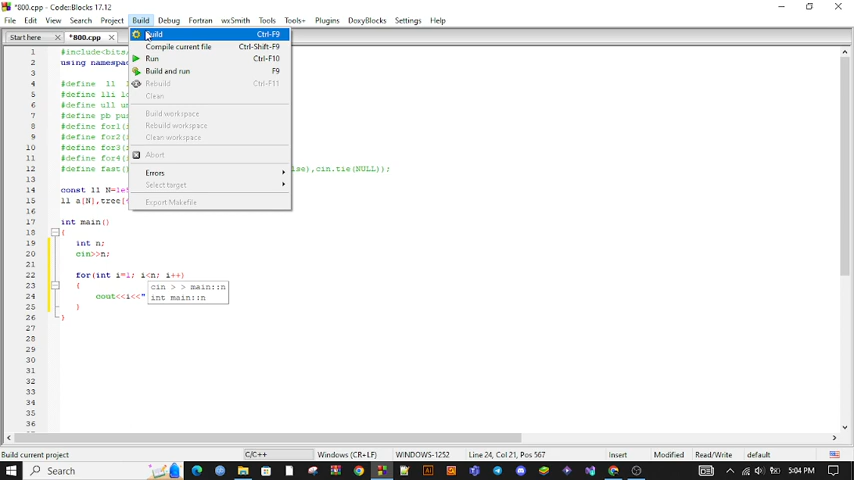 *800.cpp - Code::Blocks 17.12
File Edit View Search Project Build Debug Fortran wxSmith Tools Tools+ Plugins DoxyBlocks Settings Help
Start here *800.cpp
Build Ctrl-F9
Compile current file Ctrl-Shift-F9
Run Ctrl-F10
Build and run F9
Rebuild Ctrl-F11
Clean
Build workspace
Rebuild workspace
Clean workspace
Abort
Errors
Select target
Export Makefile
1 #include<bits/
2 using namespac
3
4 #define ll l
5 #define lli lo
6 #define ull un
7 #define pb pu
8 #define for1(
9 #define for2(
10 #define for3(
11 #define for4(
12 #define fast() lse),cin.tie(NULL));
13
14 const ll N=1e
15 ll a[N],tree[
16
17 int main()
18 {
19 int n;
20 cin>>n;
21
22 for(int i=1; i<n; i++)
23 {
24 cout<<i<<"
25 }
26 }
27
28
29
30
31
32
33
34
35
36
cin > > main::n
int main::n
Build current project C/C++ Windows (CR+LF) WINDOWS-1252 Line 24, Col 21, Pos 567 Insert Modified Read/Write default
Search 5:04 PM